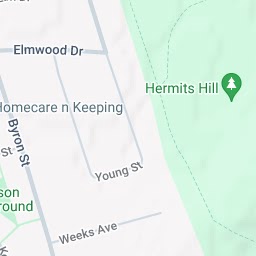 Elmwood Dr
Hermits Hill
Homecare n Keeping
Byron St
St
Young St
son
round
Weeks Ave